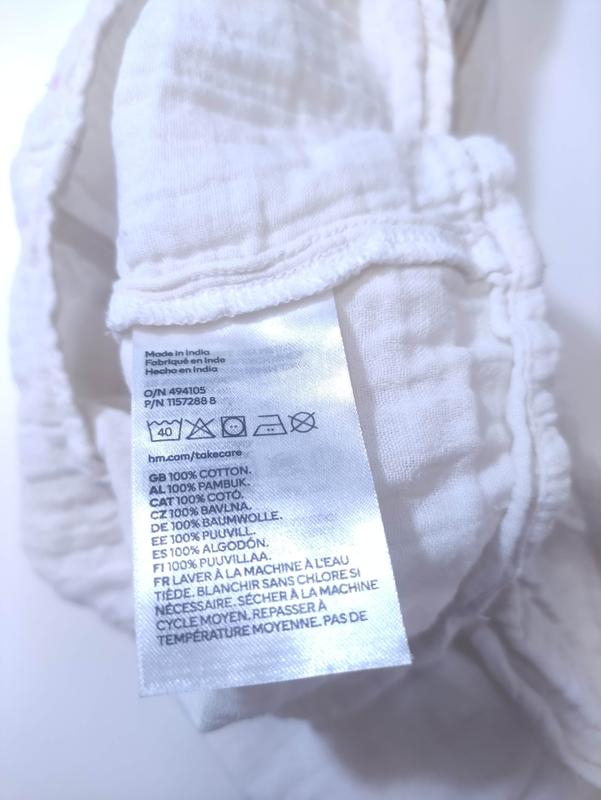 Made in India
Fabriqué en Inde
Hecho en India
O/N 494105
P/N 1157288 8
40
hm.com/takecare
GB 100% COTTON.
AL 100% PAMBUK.
CAT 100% COTÓ.
CZ 100% BAVLNA.
DE 100% BAUMWOLLE.
EE 100% PUUVILL.
ES 100% ALGODÓN.
FI 100% PUUVILLAA.
FR LAVER À LA MACHINE À L'EAU
TIÈDE. BLANCHIR SANS CHLORE SI
NÉCESSAIRE. SÉCHER À LA MACHINE
CYCLE MOYEN. REPASSER À
TEMPÉRATURE MOYENNE. PAS DE